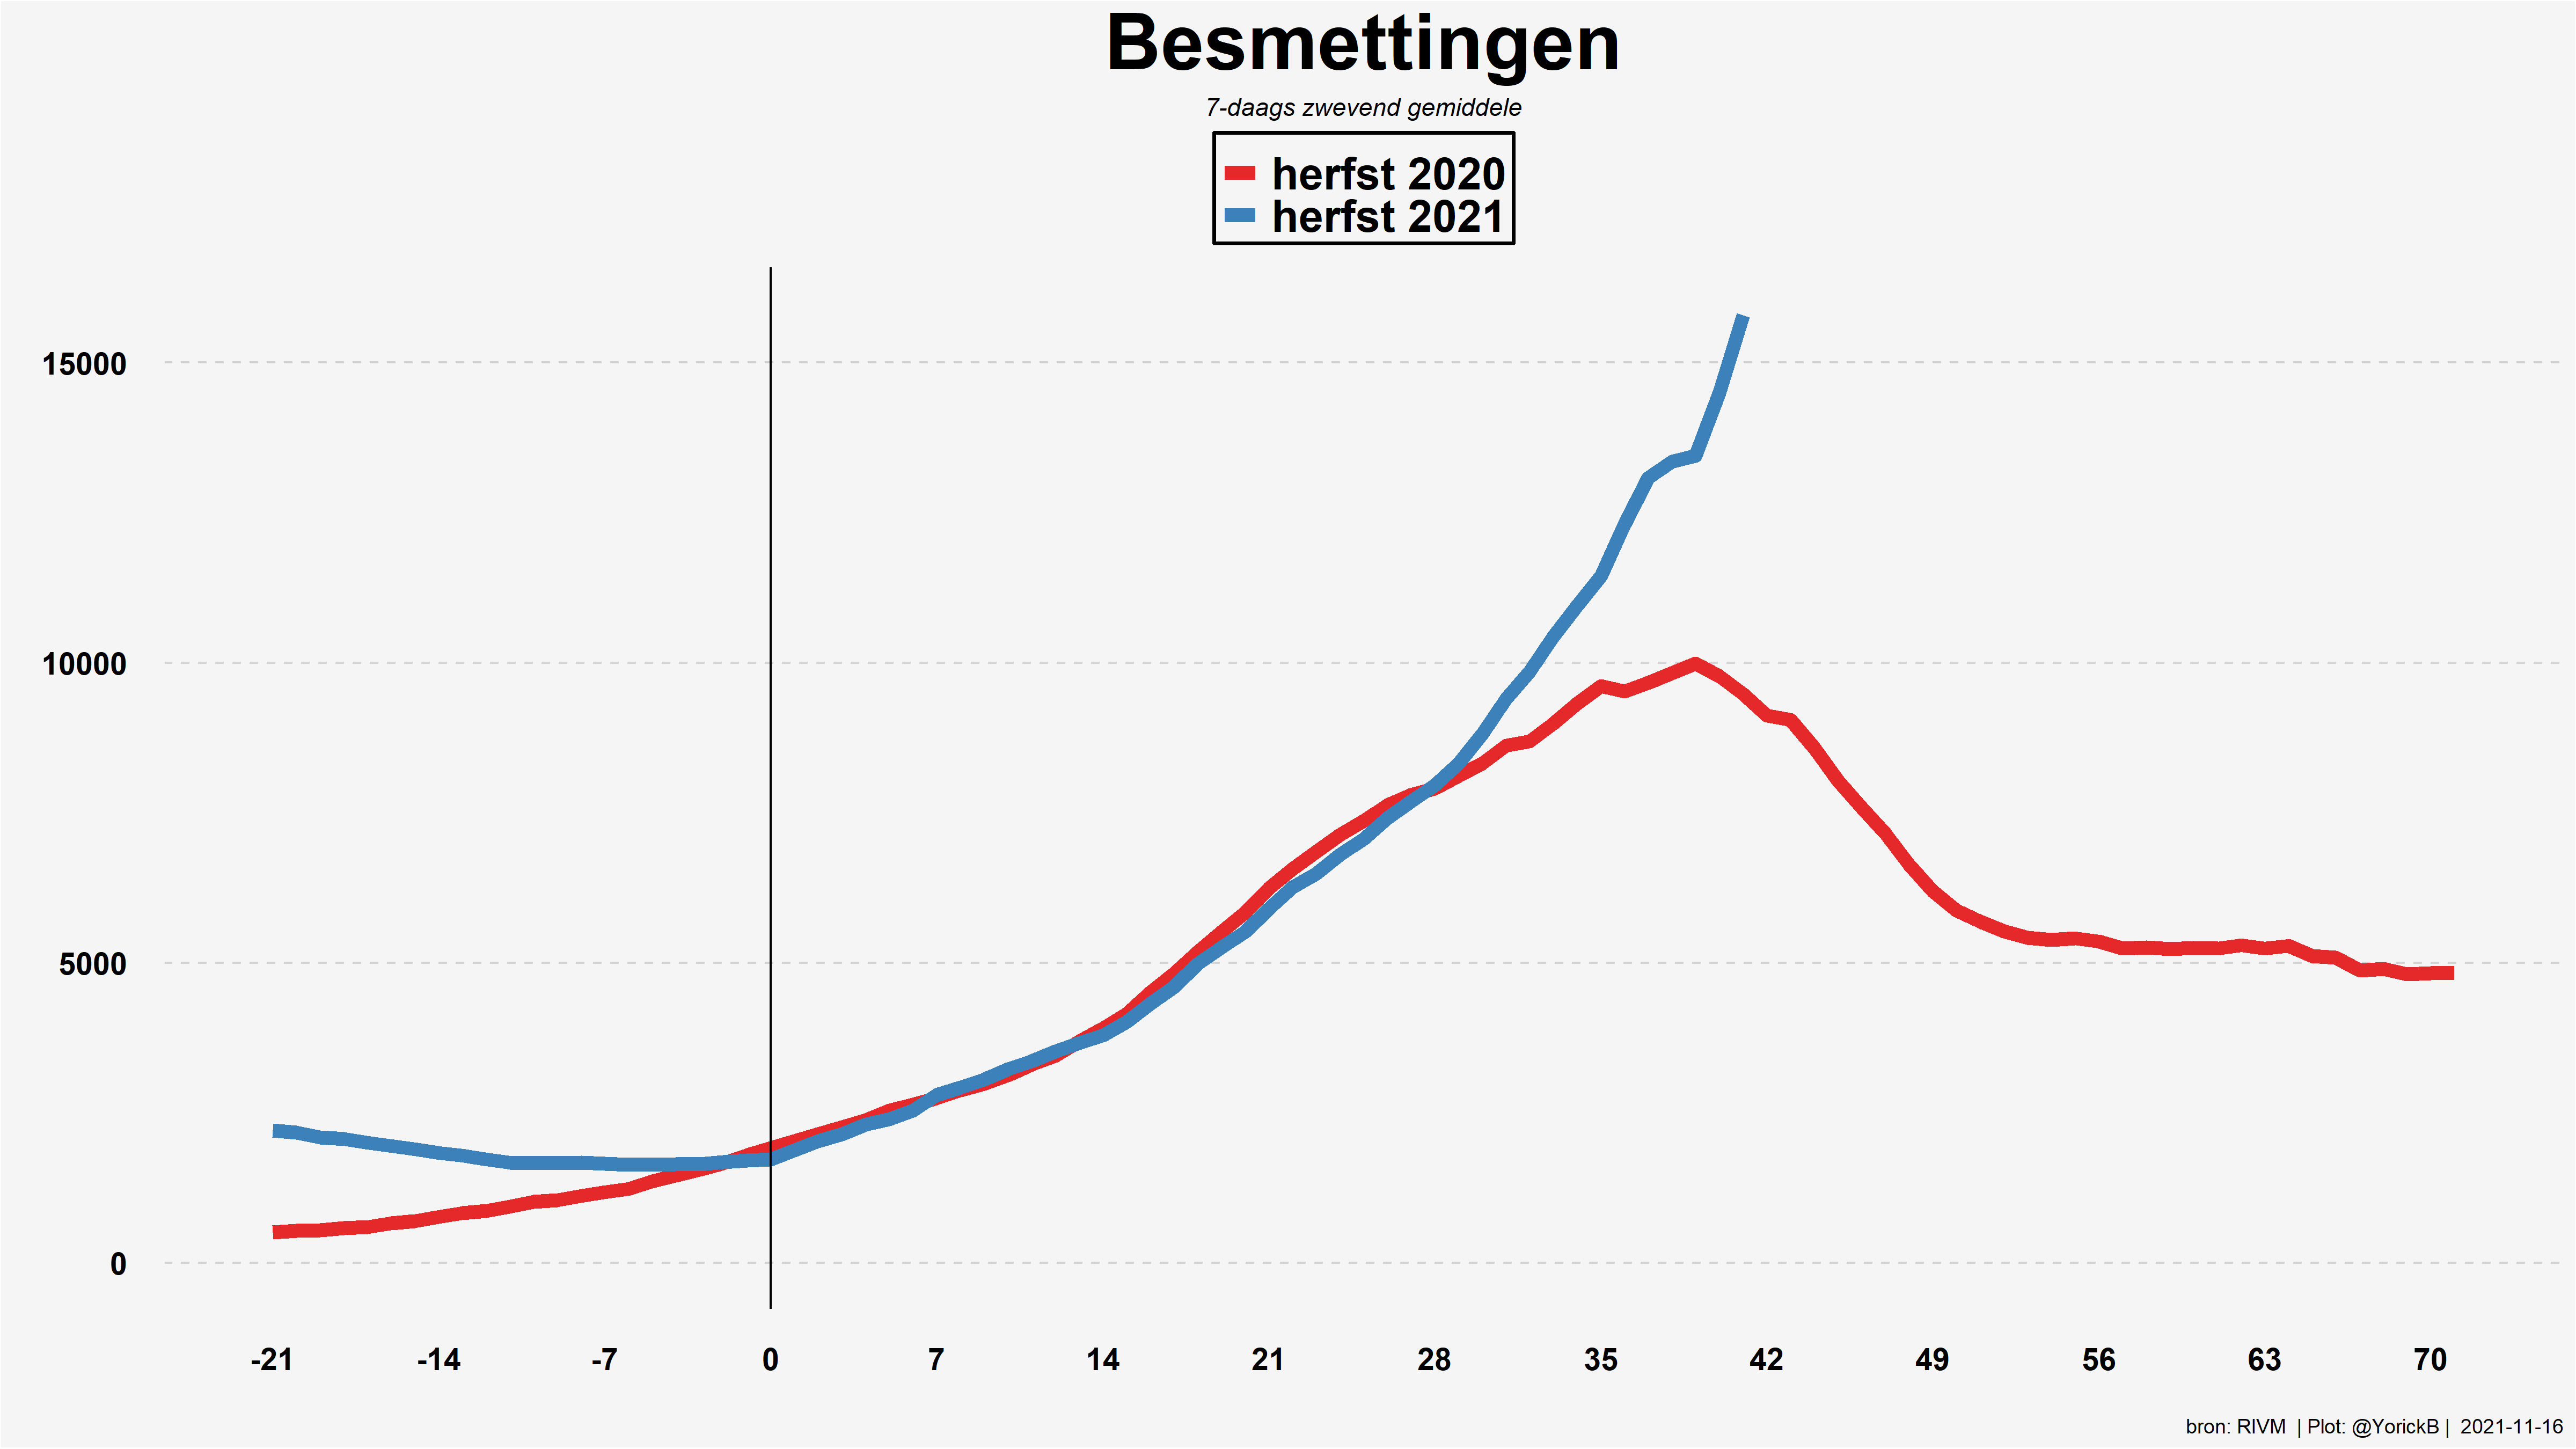 Besmettingen
7-daags zwevend gemiddele
herfst 2020
herfst 2021
15000
10000
5000
0
-21 -14 -7 0 7 14 21 28 35 42 49 56 63 70
bron: RIVM | Plot: @YorickB | 2021-11-16